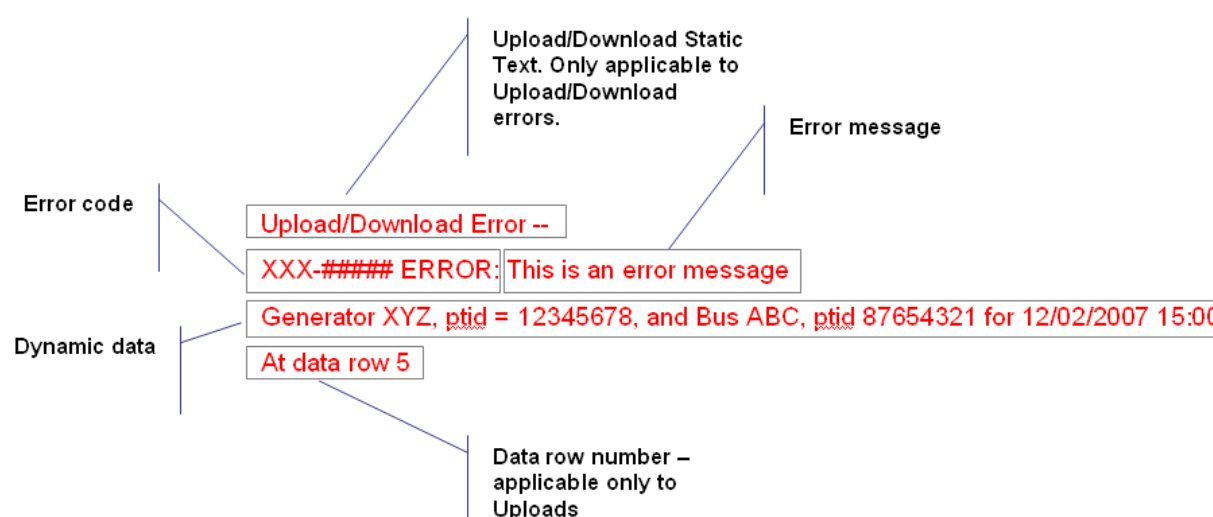 Upload/Download Static
Text. Only applicable to
Upload/Download
errors.
Error message
Error code
Upload/Download Error --
XXX-##### ERROR: This is an error message
Generator XYZ, ptid = 12345678, and Bus ABC, ptid 87654321 for 12/02/2007 15:00
Dynamic data
At data row 5
Data row number –
applicable only to
Uploads